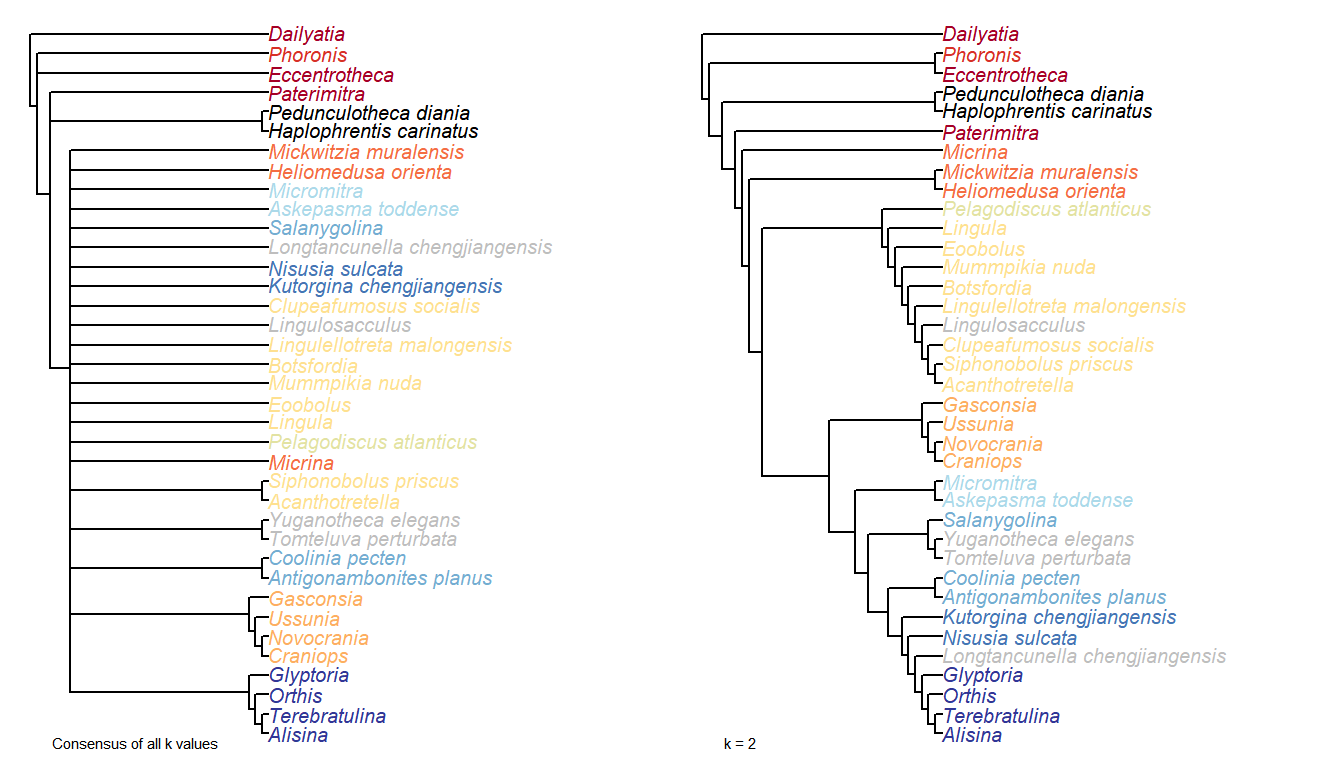 Dailyatia
Phoronis
Eccentrotheca
Paterimitra
Pedunculotheca diania
Haplophrentis carinatus
Mickwitzia muralensis
Heliomedusa orienta
Micromitra
Askepasma toddense
Salanygolina
Longtancunella chengjiangensis
Nisusia sulcata
Kutorgina chengjiangensis
Clupeafumosus socialis
Lingulosacculus
Lingulellotreta malongensis
Botsfordia
Mummpikia nuda
Eoobolus
Lingula
Pelagodiscus atlanticus
Micrina
Siphonobolus priscus
Acanthotretella
Yuganotheca elegans
Tomteluva perturbata
Coolinia pecten
Antigonambonites planus
Gasconsia
Ussunia
Novocrania
Craniops
Glyptoria
Orthis
Terebratulina
Alisina
Consensus of all k values
Dailyatia
Phoronis
Eccentrotheca
Pedunculotheca diania
Haplophrentis carinatus
Paterimitra
Micrina
Mickwitzia muralensis
Heliomedusa orienta
Pelagodiscus atlanticus
Lingula
Eoobolus
Mummpikia nuda
Botsfordia
Lingulellotreta malongensis
Lingulosacculus
Clupeafumosus socialis
Siphonobolus priscus
Acanthotretella
Gasconsia
Ussunia
Novocrania
Craniops
Micromitra
Askepasma toddense
Salanygolina
Yuganotheca elegans
Tomteluva perturbata
Coolinia pecten
Antigonambonites planus
Kutorgina chengjiangensis
Nisusia sulcata
Longtancunella chengjiangensis
Glyptoria
Orthis
Terebratulina
Alisina
k = 2